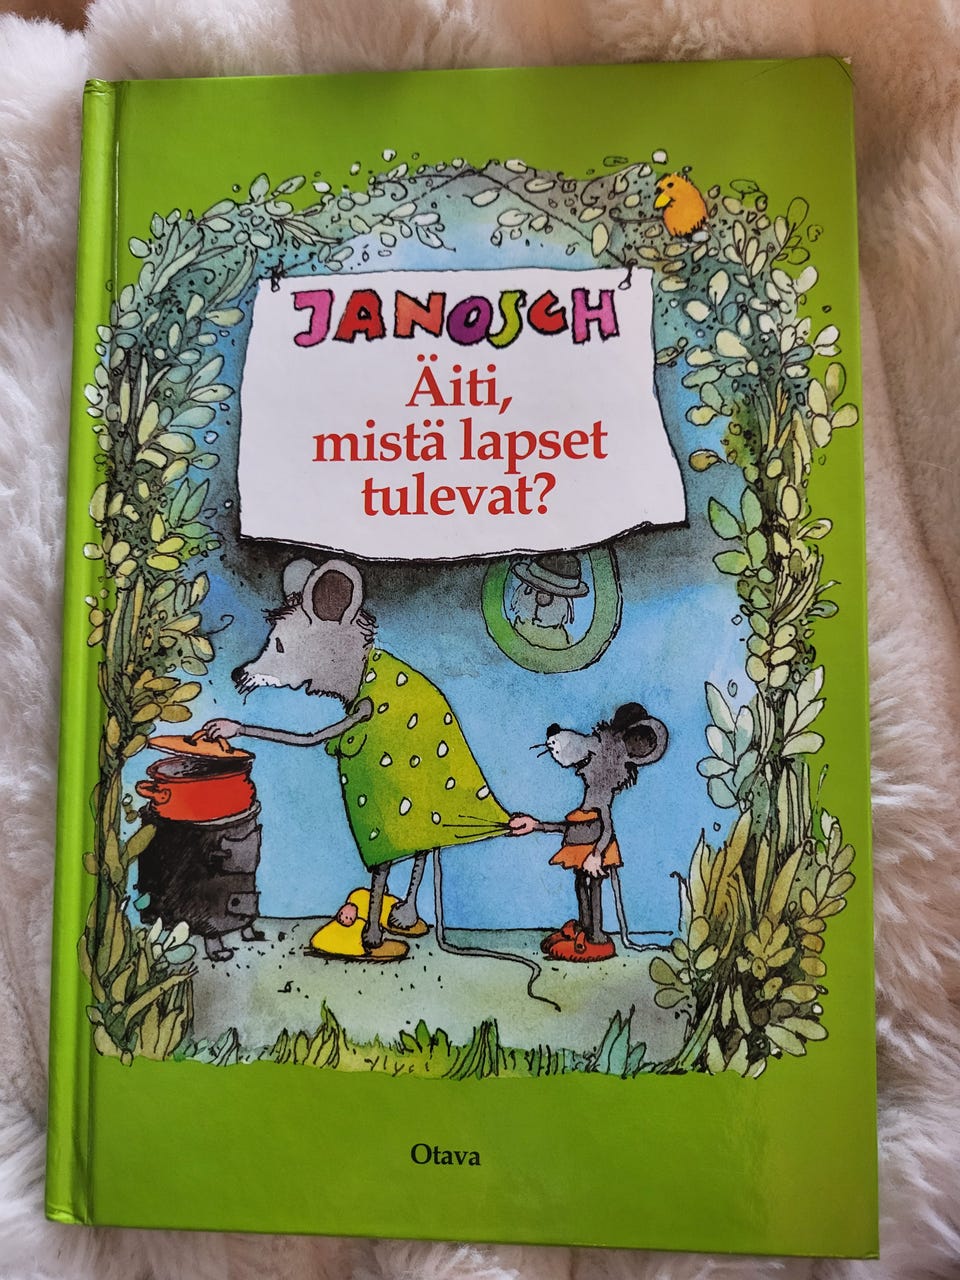 JANOSCH
Äiti,
mistä lapset
tulevat?
Otava